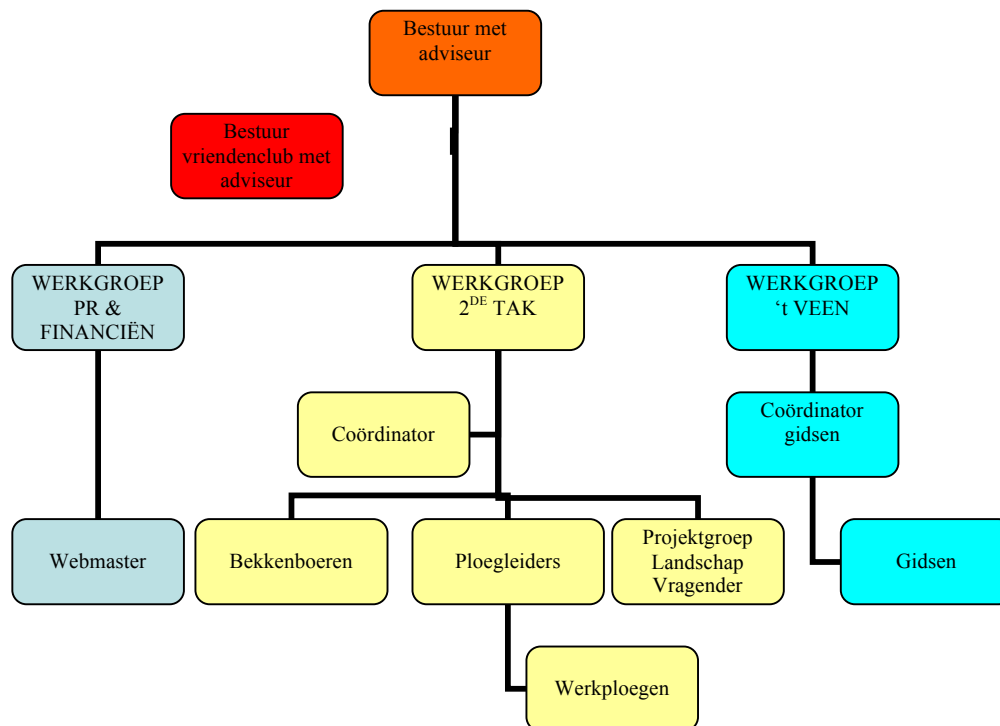 Bestuur met
adviseur
Bestuur
vriendenclub met
adviseur
WERKGROEP
PR &
FINANCIËN
WERKGROEP
2DE TAK
WERKGROEP
‘t VEEN
Coördinator
Coördinator
gidsen
Webmaster
Bekkenboeren
Ploegleiders
Projektgroep
Landschap
Vragender
Gidsen
Werkploegen